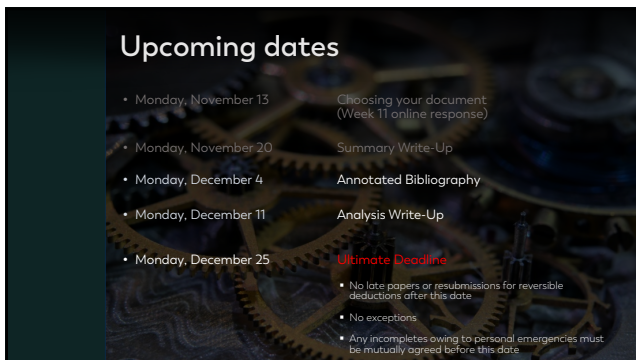 Upcoming dates
• Monday, November 13 Choosing your document
(Week 11 online response)
• Monday, November 20 Summary Write-Up
• Monday, December 4 Annotated Bibliography
• Monday, December 11 Analysis Write-Up
• Monday, December 25 Ultimate Deadline
▪ No late papers or resubmissions for reversible
deductions after this date
▪ No exceptions
▪ Any incompletes owing to personal emergencies must
be mutually agreed before this date